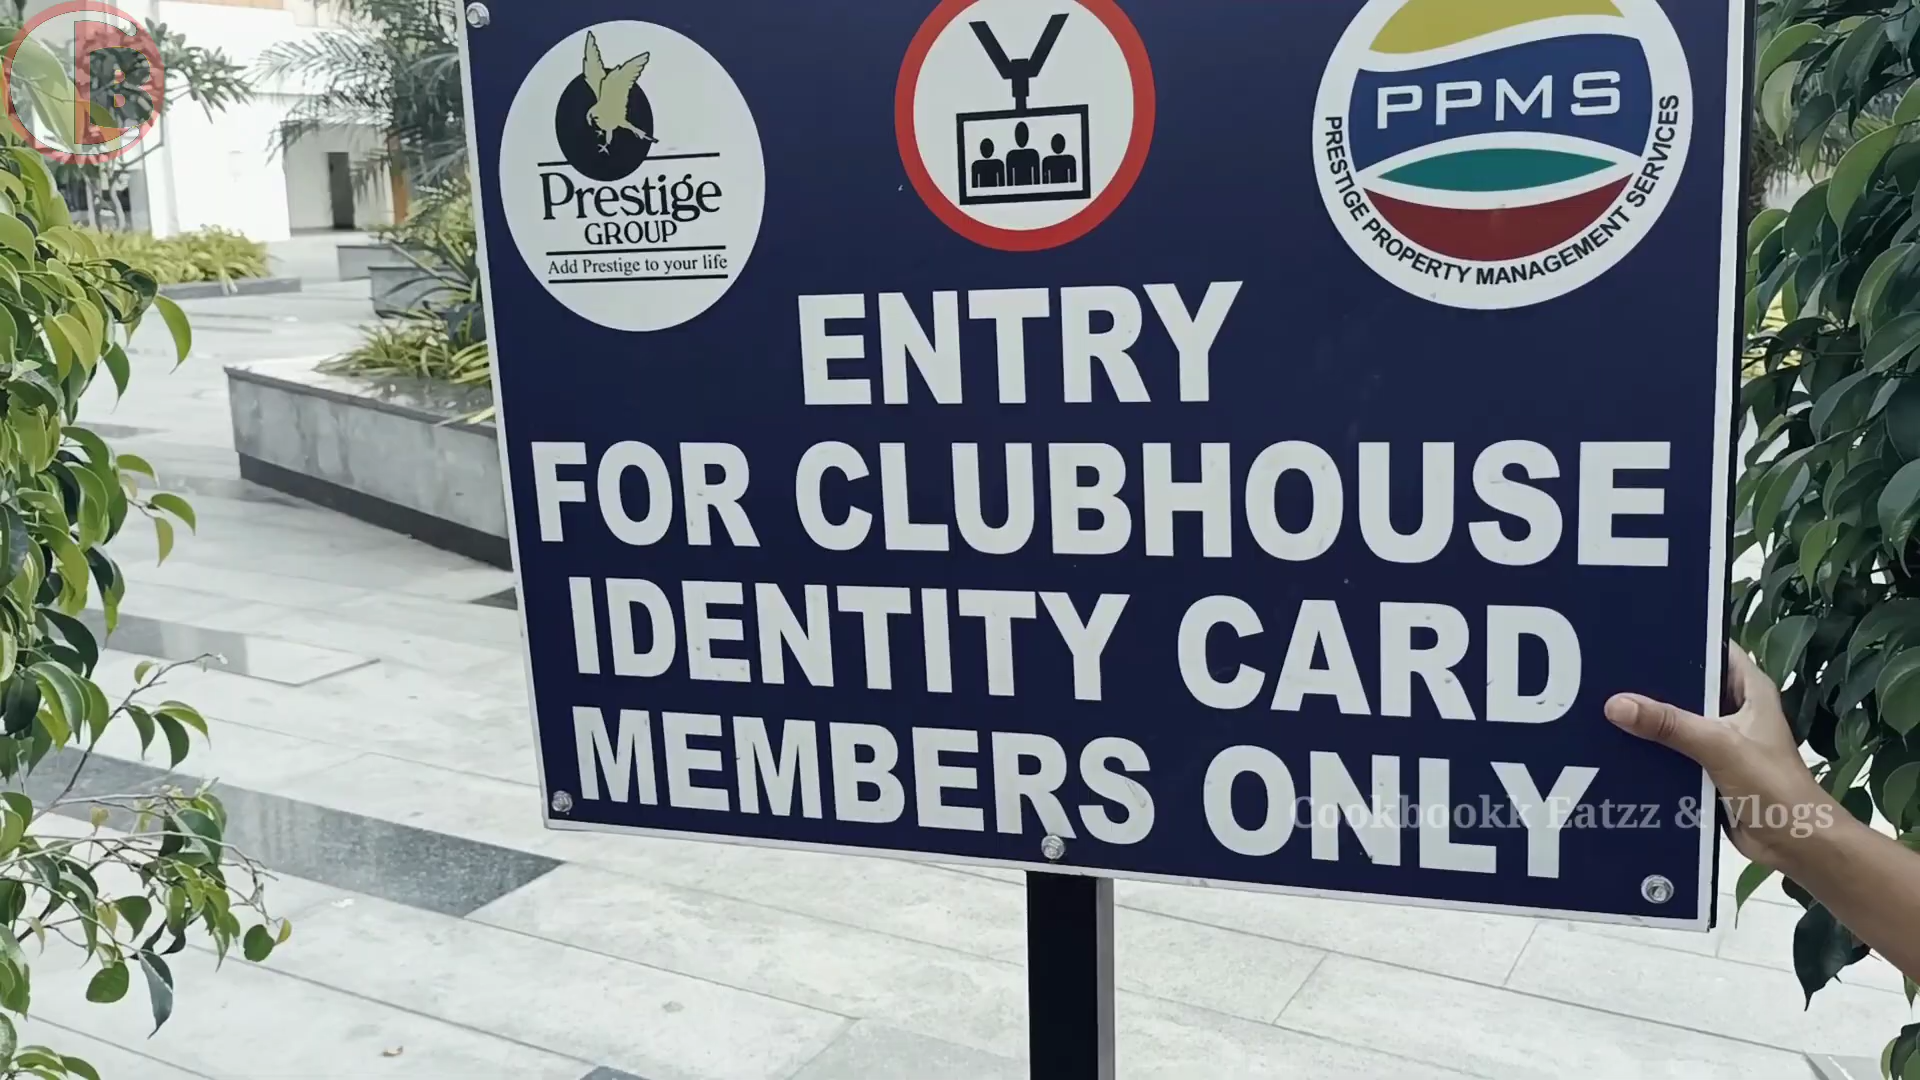 B
Prestige
GROUP
Add Prestige to your life
PPMS
PRESTIGE PROPERTY MANAGEMENT SERVICES
ENTRY
FOR CLUBHOUSE
IDENTITY CARD
MEMBERS ONLY
Cookbookk Eatzz & Vlogs